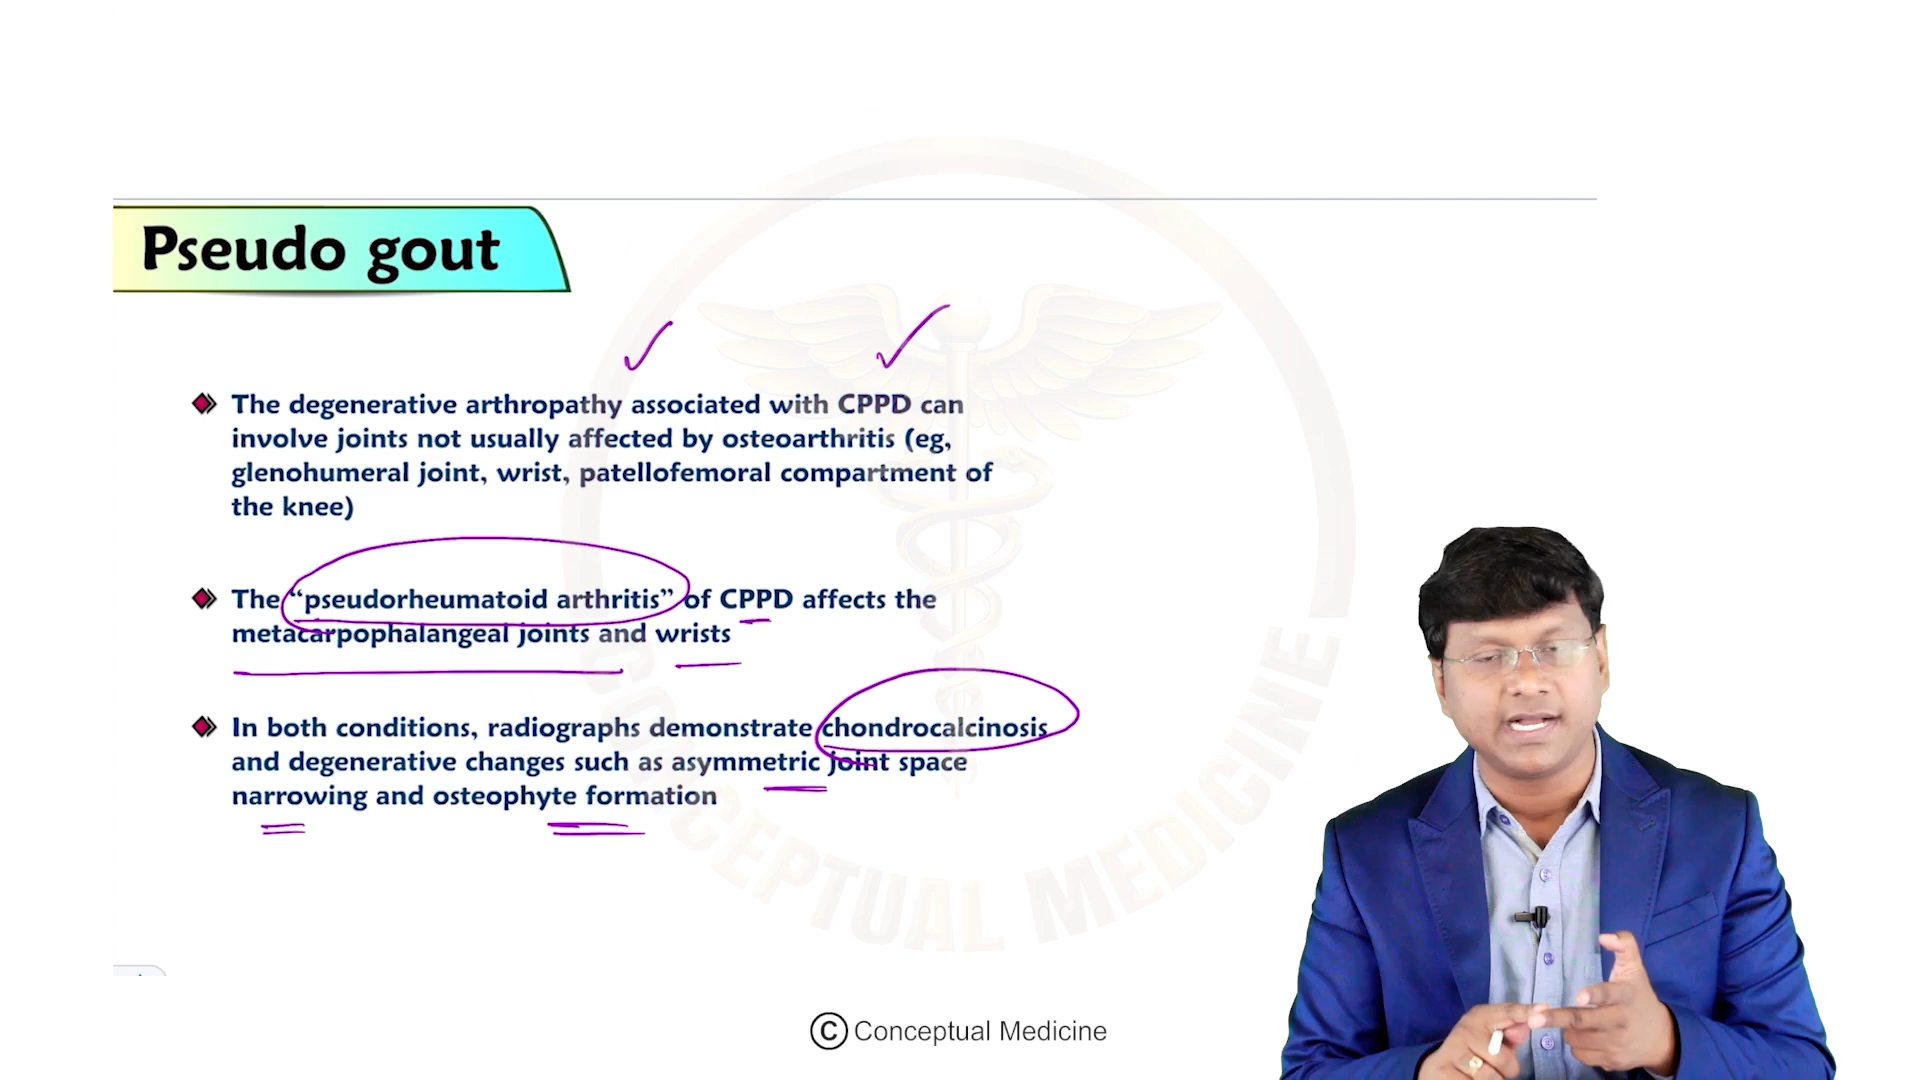 Pseudo gout
The degenerative arthropathy associated with CPPD can
involve joints not usually affected by osteoarthritis (eg,
glenohumeral joint, wrist, patellofemoral compartment of
the knee)
The “pseudorheumatoid arthritis” of CPPD affects the
metacarpophalangeal joints and wrists
In both conditions, radiographs demonstrate chondrocalcinosis
and degenerative changes such as asymmetric joint space
narrowing and osteophyte formation
CONCEPTUAL MEDICINE
© Conceptual Medicine